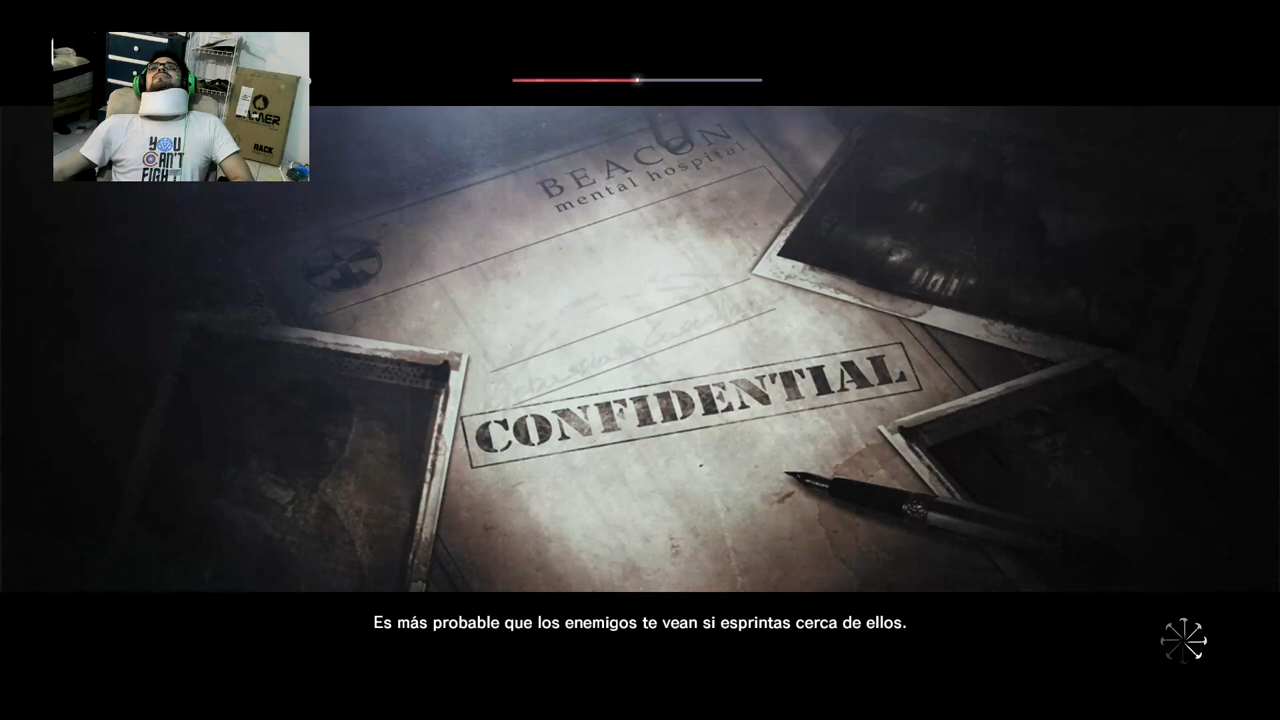 YOU
CAN'T
FIGH
GAMER
RACK
BEACON
mental hospital
CONFIDENTIAL
Es más probable que los enemigos te vean si esprintas cerca de ellos.